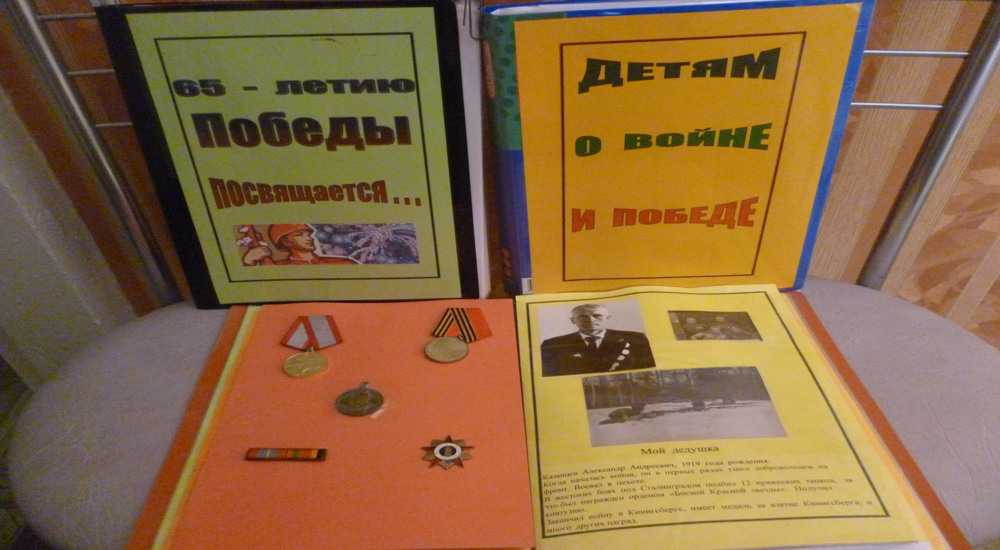 65 - летию
Победы
посвящается...
ДЕТЯМ
О ВОЙНЕ
И ПОБЕДЕ
Мой дедушка
Казанцев Александр Андреевич, 1919 года рождения.
Когда началась война, он в первых рядах ушел добровольцем на
фронт. Воевал в пехоте.
В жестоких боях под Сталинградом подбил 12 вражеских танков, за
что был награжден орденом «Боевой Красной звезды». Получил
контузию.
Закончил войну в Кинигсберге, имеет медаль за взятие Кинигсберга, и
много других наград.